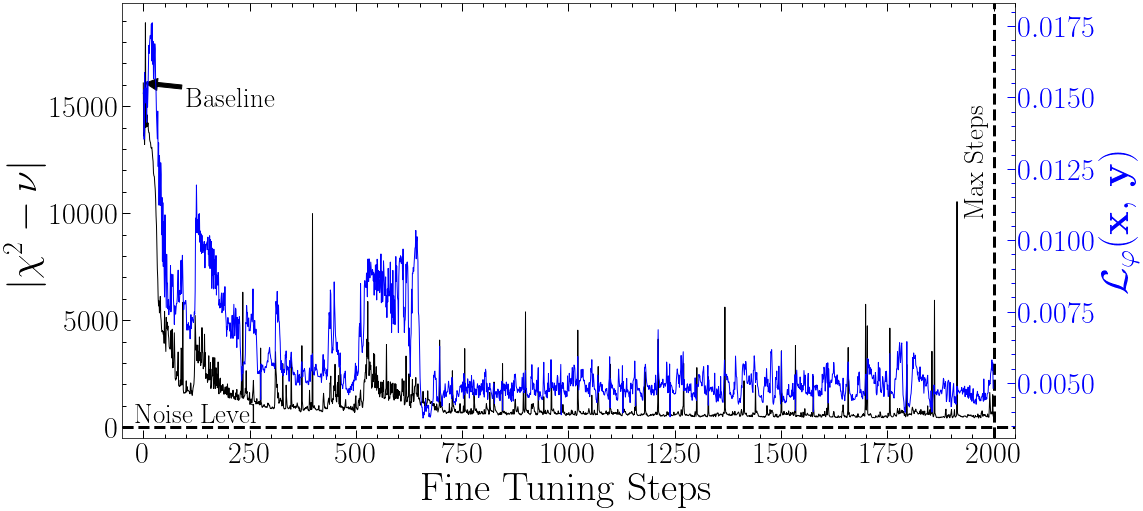 |χ² − ν|
15000
10000
5000
0
Baseline
Noise Level
Max Steps
0.0175
0.0150
0.0125
0.0100
0.0075
0.0050
𝓛φ(x, y)
0 250 500 750 1000 1250 1500 1750 2000
Fine Tuning Steps